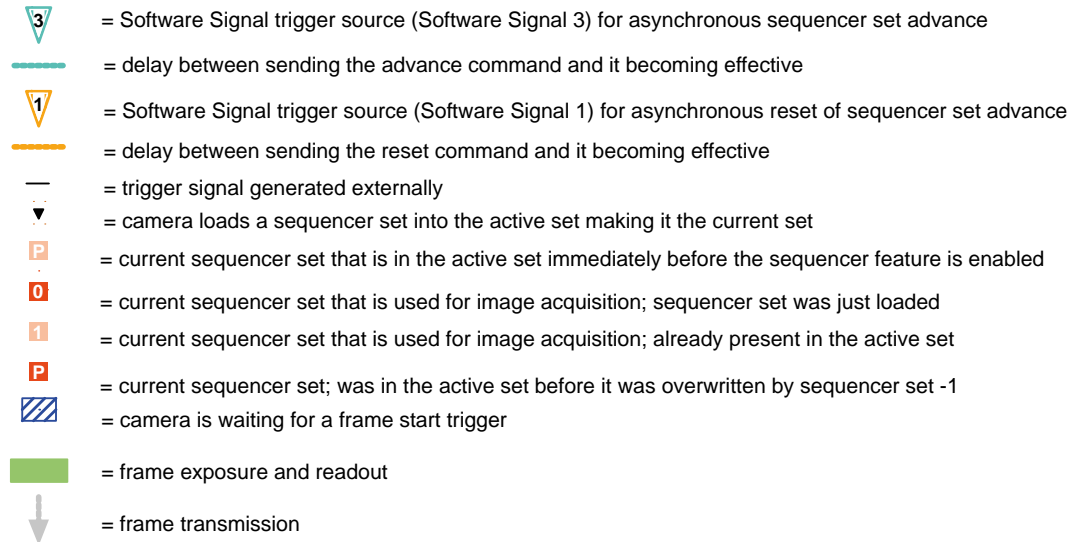 3 = Software Signal trigger source (Software Signal 3) for asynchronous sequencer set advance
= delay between sending the advance command and it becoming effective
1 = Software Signal trigger source (Software Signal 1) for asynchronous reset of sequencer set advance
= delay between sending the reset command and it becoming effective
= trigger signal generated externally
= camera loads a sequencer set into the active set making it the current set
P = current sequencer set that is in the active set immediately before the sequencer feature is enabled
0 = current sequencer set that is used for image acquisition; sequencer set was just loaded
1 = current sequencer set that is used for image acquisition; already present in the active set
P = current sequencer set; was in the active set before it was overwritten by sequencer set -1
= camera is waiting for a frame start trigger
= frame exposure and readout
= frame transmission